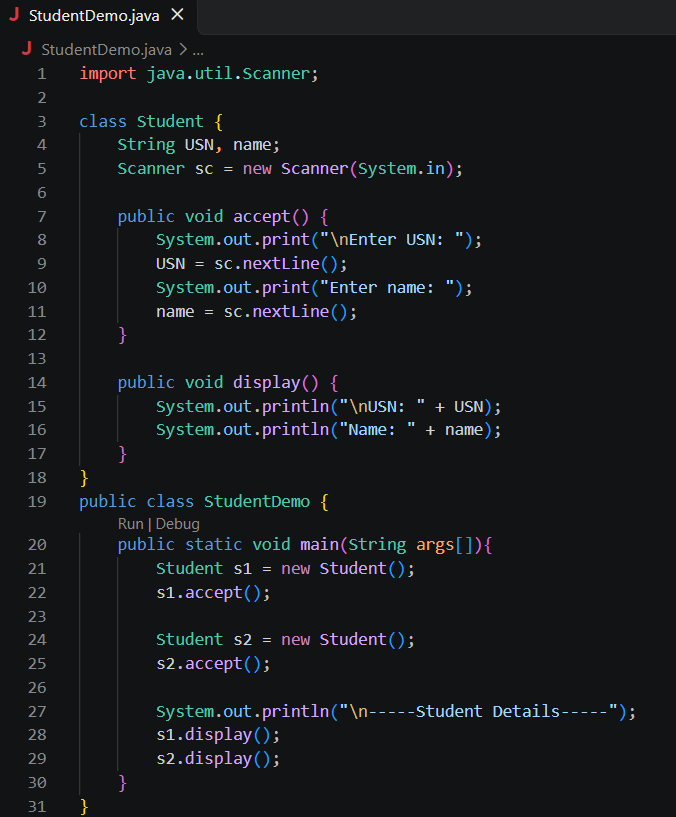 J StudentDemo.java ×
J StudentDemo.java > ...
1 import java.util.Scanner;
2
3 class Student {
4     String USN, name;
5     Scanner sc = new Scanner(System.in);
6
7     public void accept() {
8         System.out.print("\nEnter USN: ");
9         USN = sc.nextLine();
10         System.out.print("Enter name: ");
11         name = sc.nextLine();
12     }
13
14     public void display() {
15         System.out.println("\nUSN: " + USN);
16         System.out.println("Name: " + name);
17     }
18 }
19 public class StudentDemo {
Run | Debug
20     public static void main(String args[]){
21         Student s1 = new Student();
22         s1.accept();
23
24         Student s2 = new Student();
25         s2.accept();
26
27         System.out.println("\n-----Student Details-----");
28         s1.display();
29         s2.display();
30     }
31 }